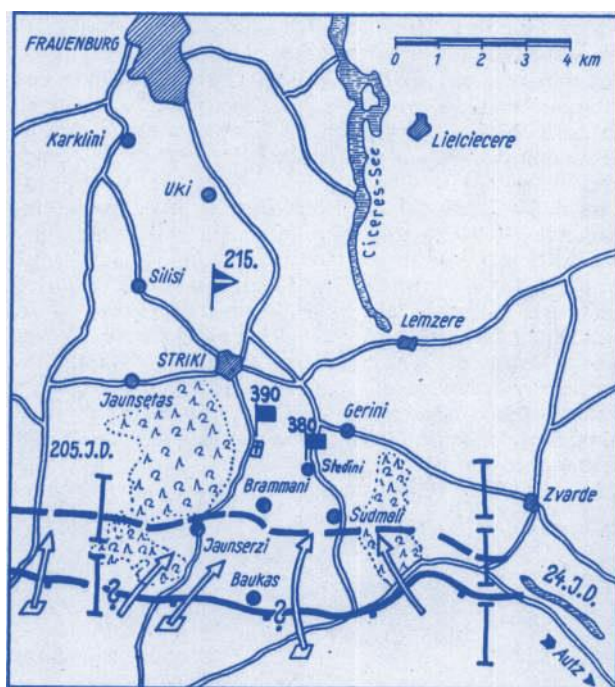 FRAUENBURG
0 1 2 3 4
km
Karklini
Lielciecere
Uki
Ciceres-See
215.
Silisi
Lemzere
STRIKI
Jaunsetas
390
380
Gerini
205.J.D.
Stedini
Brammani
Zvarde
Sudmali
Jaunserzi
?
Baukas
?
24.J.D.
Autz